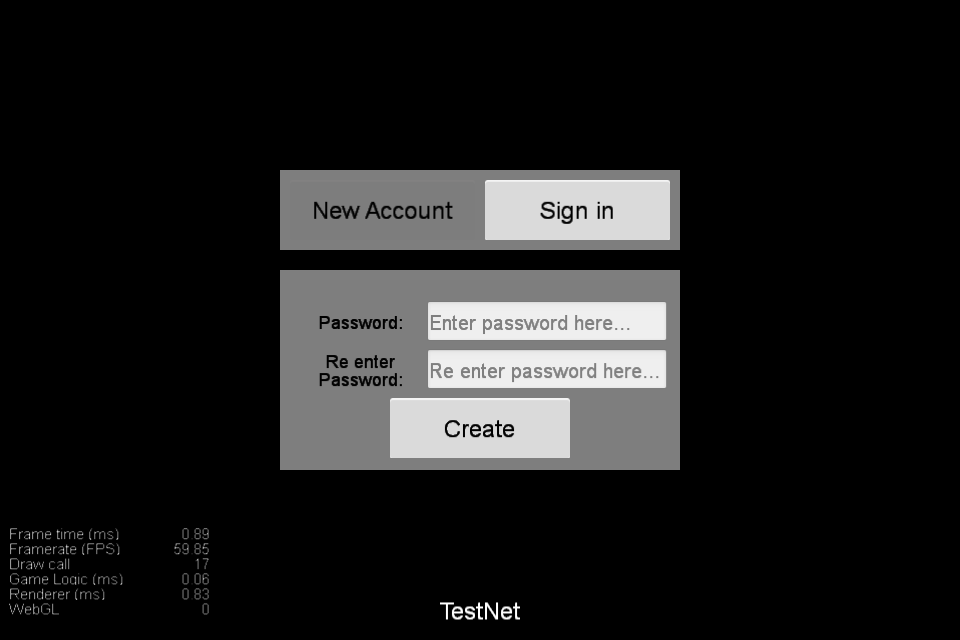 New Account Sign in
Password: Enter password here...
Re enter
Password: Re enter password here...
Create
Frame time (ms) 0.89
Framerate (FPS) 59.85
Draw call 17
Game Logic (ms) 0.06
Renderer (ms) 0.83
WebGL 0
TestNet